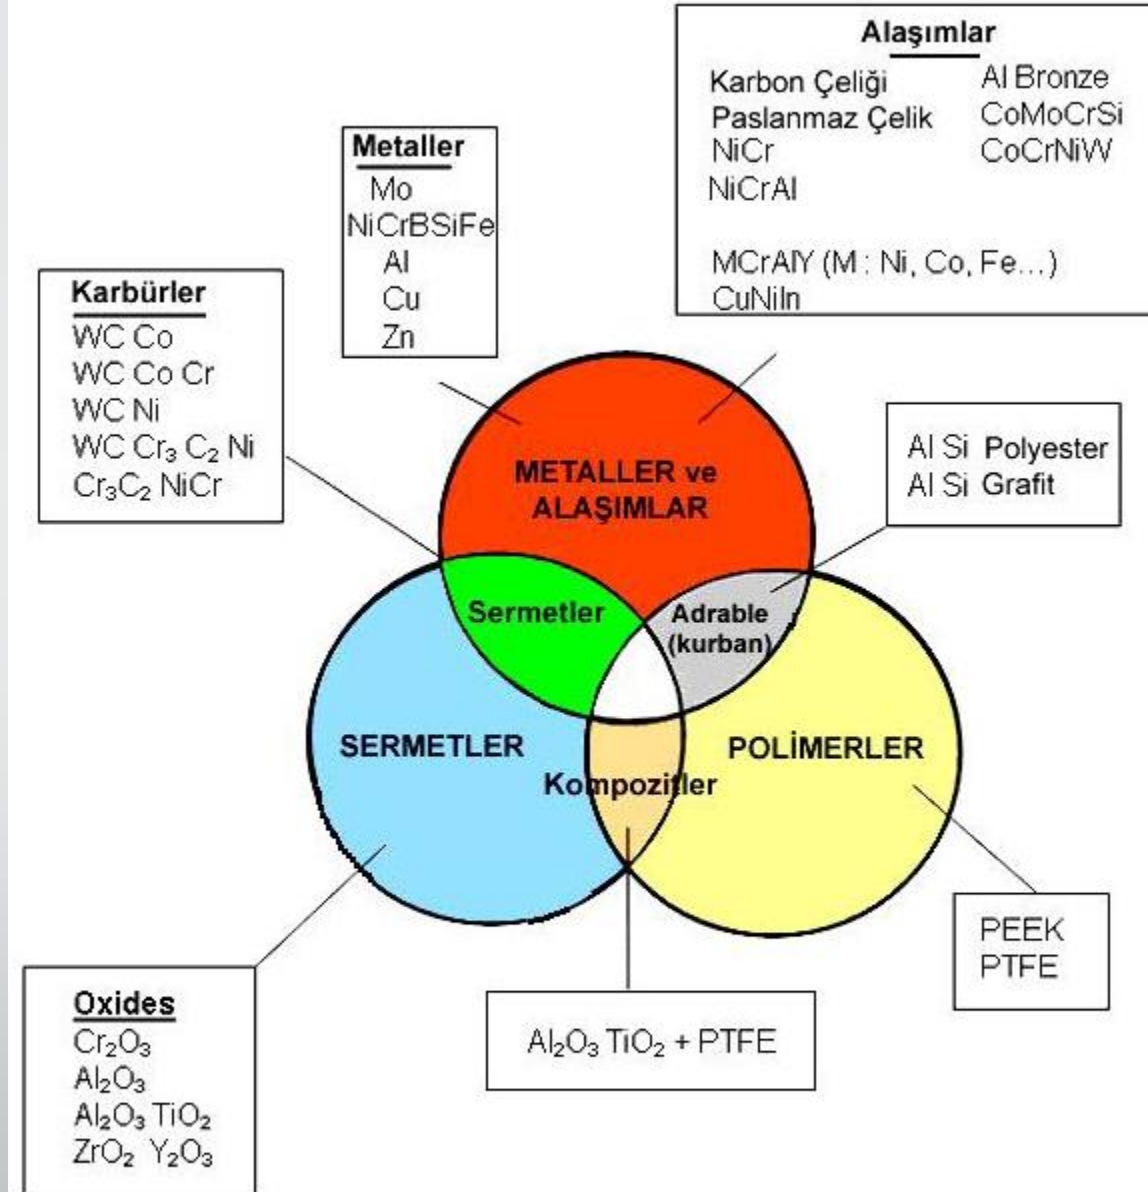 Alaşımlar
Karbon Çeliği Al Bronze
Paslanmaz Çelik CoMoCrSi
NiCr CoCrNiW
NiCrAl
MCrAlY (M : Ni, Co, Fe...)
CuNiIn
Metaller
Mo
NiCrBSiFe
Al
Cu
Zn
Karbürler
WC Co
WC Co Cr
WC Ni
WC Cr₃ C₂ Ni
Cr₃C₂ NiCr
Al Si Polyester
Al Si Grafit
METALLER ve
ALAŞIMLAR
Sermetler
Adrable
(kurban)
SERMETLER
POLİMERLER
Kompozitler
PEEK
PTFE
Oxides
Cr₂O₃
Al₂O₃
Al₂O₃ TiO₂
ZrO₂ Y₂O₃
Al₂O₃ TiO₂ + PTFE